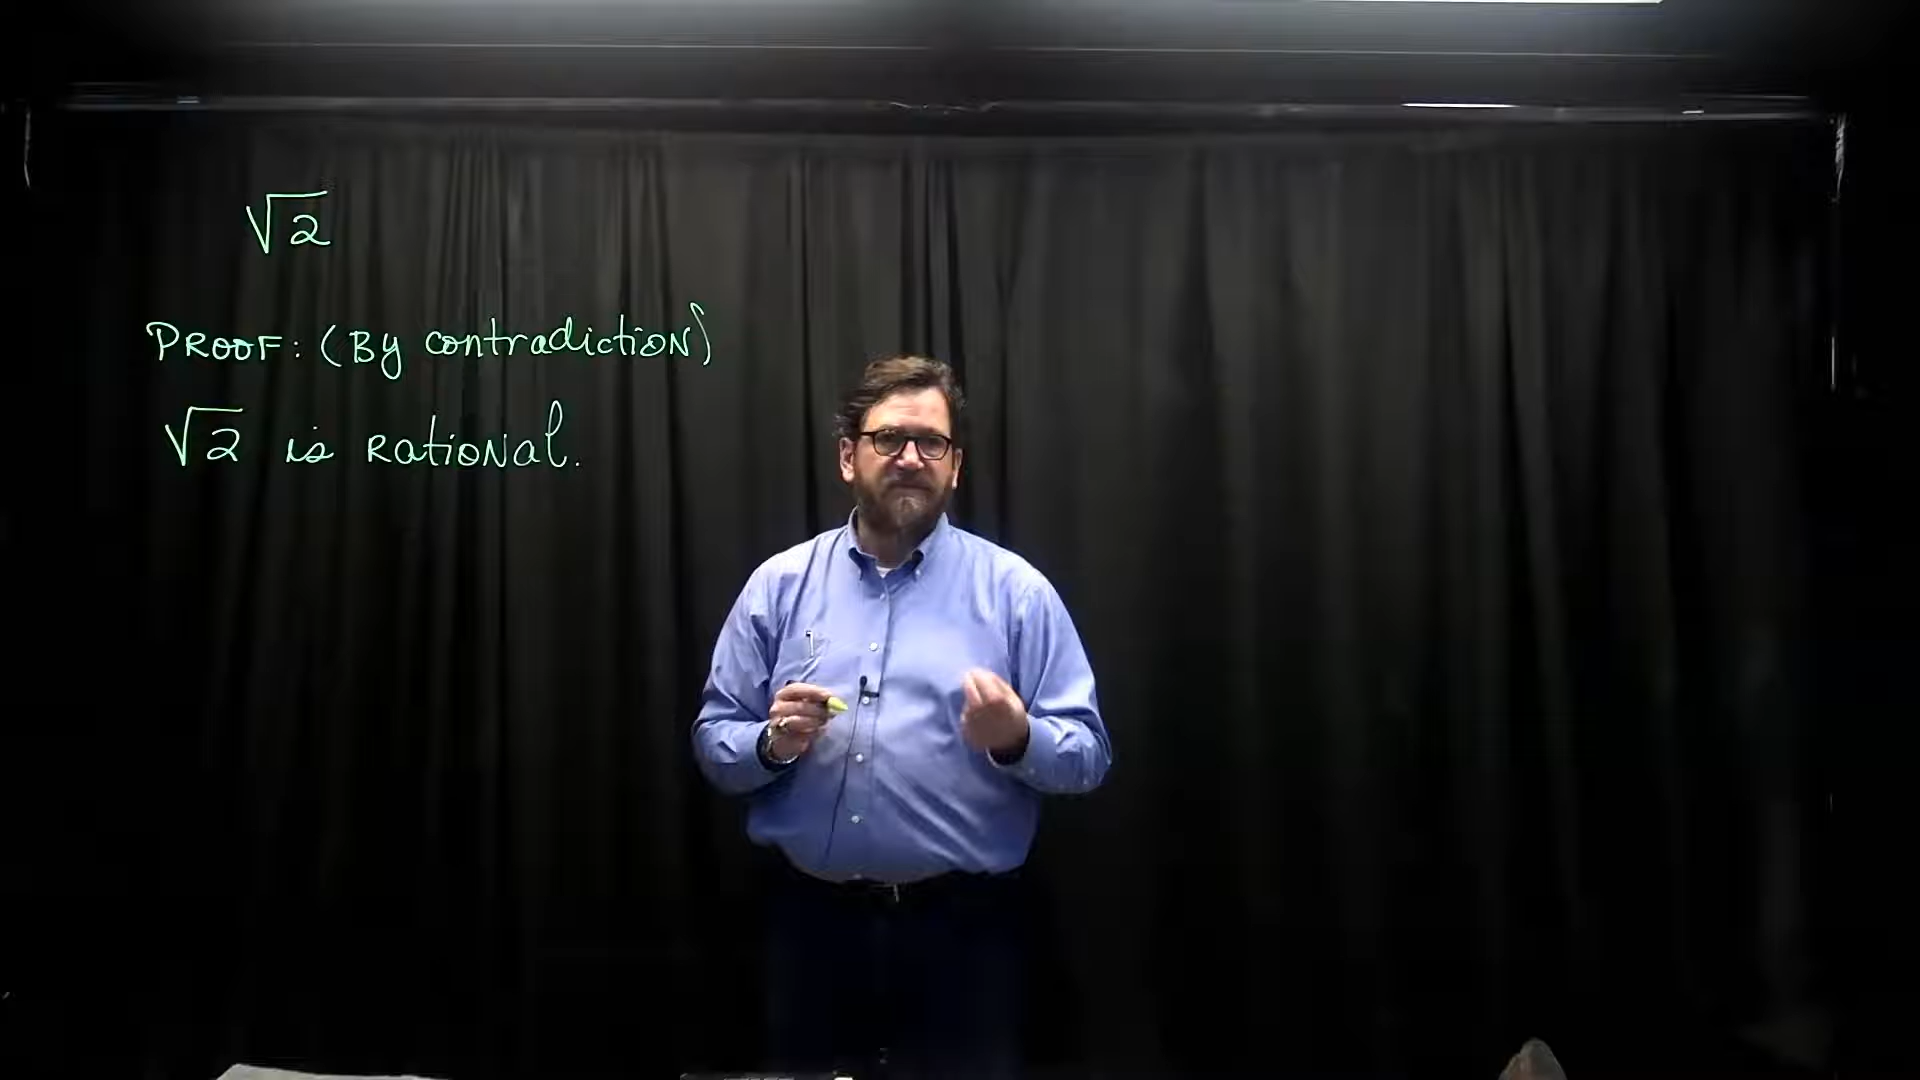 √2
PROOF: (By contradiction)
√2 is rational.